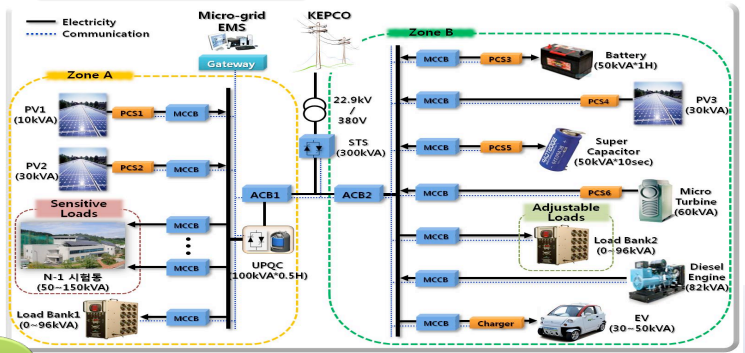 Electricity
Communication
Micro-grid
EMS
Gateway
KEPCO
22.9kV
/
380V
STS
(300kVA)
Zone A
PV1
(10kVA)
PCS1
MCCB
PV2
(30kVA)
PCS2
MCCB
Sensitive
Loads
MCCB
MCCB
N-1 시험동
(50~150kVA)
Load Bank1
(0~96kVA)
MCCB
ACB1
UPQC
(100kVA*0.5H)
ACB2
Zone B
MCCB
PCS3
Battery
(50kVA*1H)
MCCB
PCS4
PV3
(30kVA)
MCCB
PCS5
Super
Capacitor
(50kVA*10sec)
MCCB
PCS6
Micro
Turbine
(60kVA)
Adjustable
Loads
MCCB
Load Bank2
(0~96kVA)
MCCB
Diesel
Engine
(82kVA)
MCCB
Charger
EV
(30~50kVA)